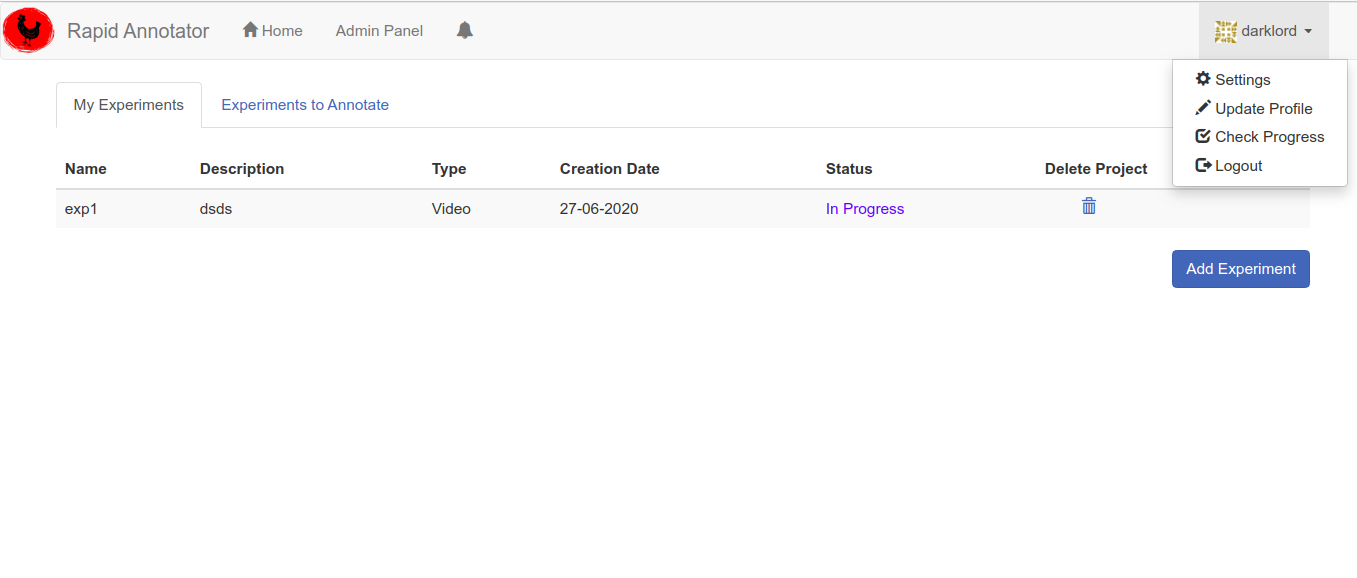 Rapid Annotator Home Admin Panel darklord
Settings
Update Profile
Check Progress
Logout
My Experiments Experiments to Annotate
Name Description Type Creation Date Status Delete Project
exp1 dsds Video 27-06-2020 In Progress
Add Experiment